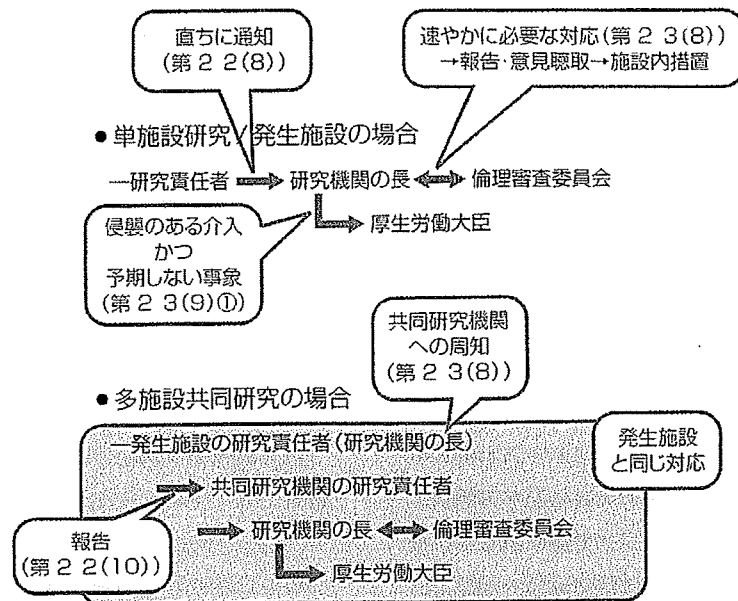 直ちに通知
(第2 2(8))
速やかに必要な対応(第2 3(8))
→報告・意見聴取→施設内措置
● 単施設研究/発生施設の場合
―研究責任者 → 研究機関の長 ↔ 倫理審査委員会
→ 厚生労働大臣
侵襲のある介入
かつ
予期しない事象
(第2 3(9)①)
共同研究機関
への周知
(第2 3(8))
● 多施設共同研究の場合
―発生施設の研究責任者(研究機関の長)
発生施設
と同じ対応
→ 共同研究機関の研究責任者
報告
(第2 2(10))
→ 研究機関の長 ↔ 倫理審査委員会
→ 厚生労働大臣